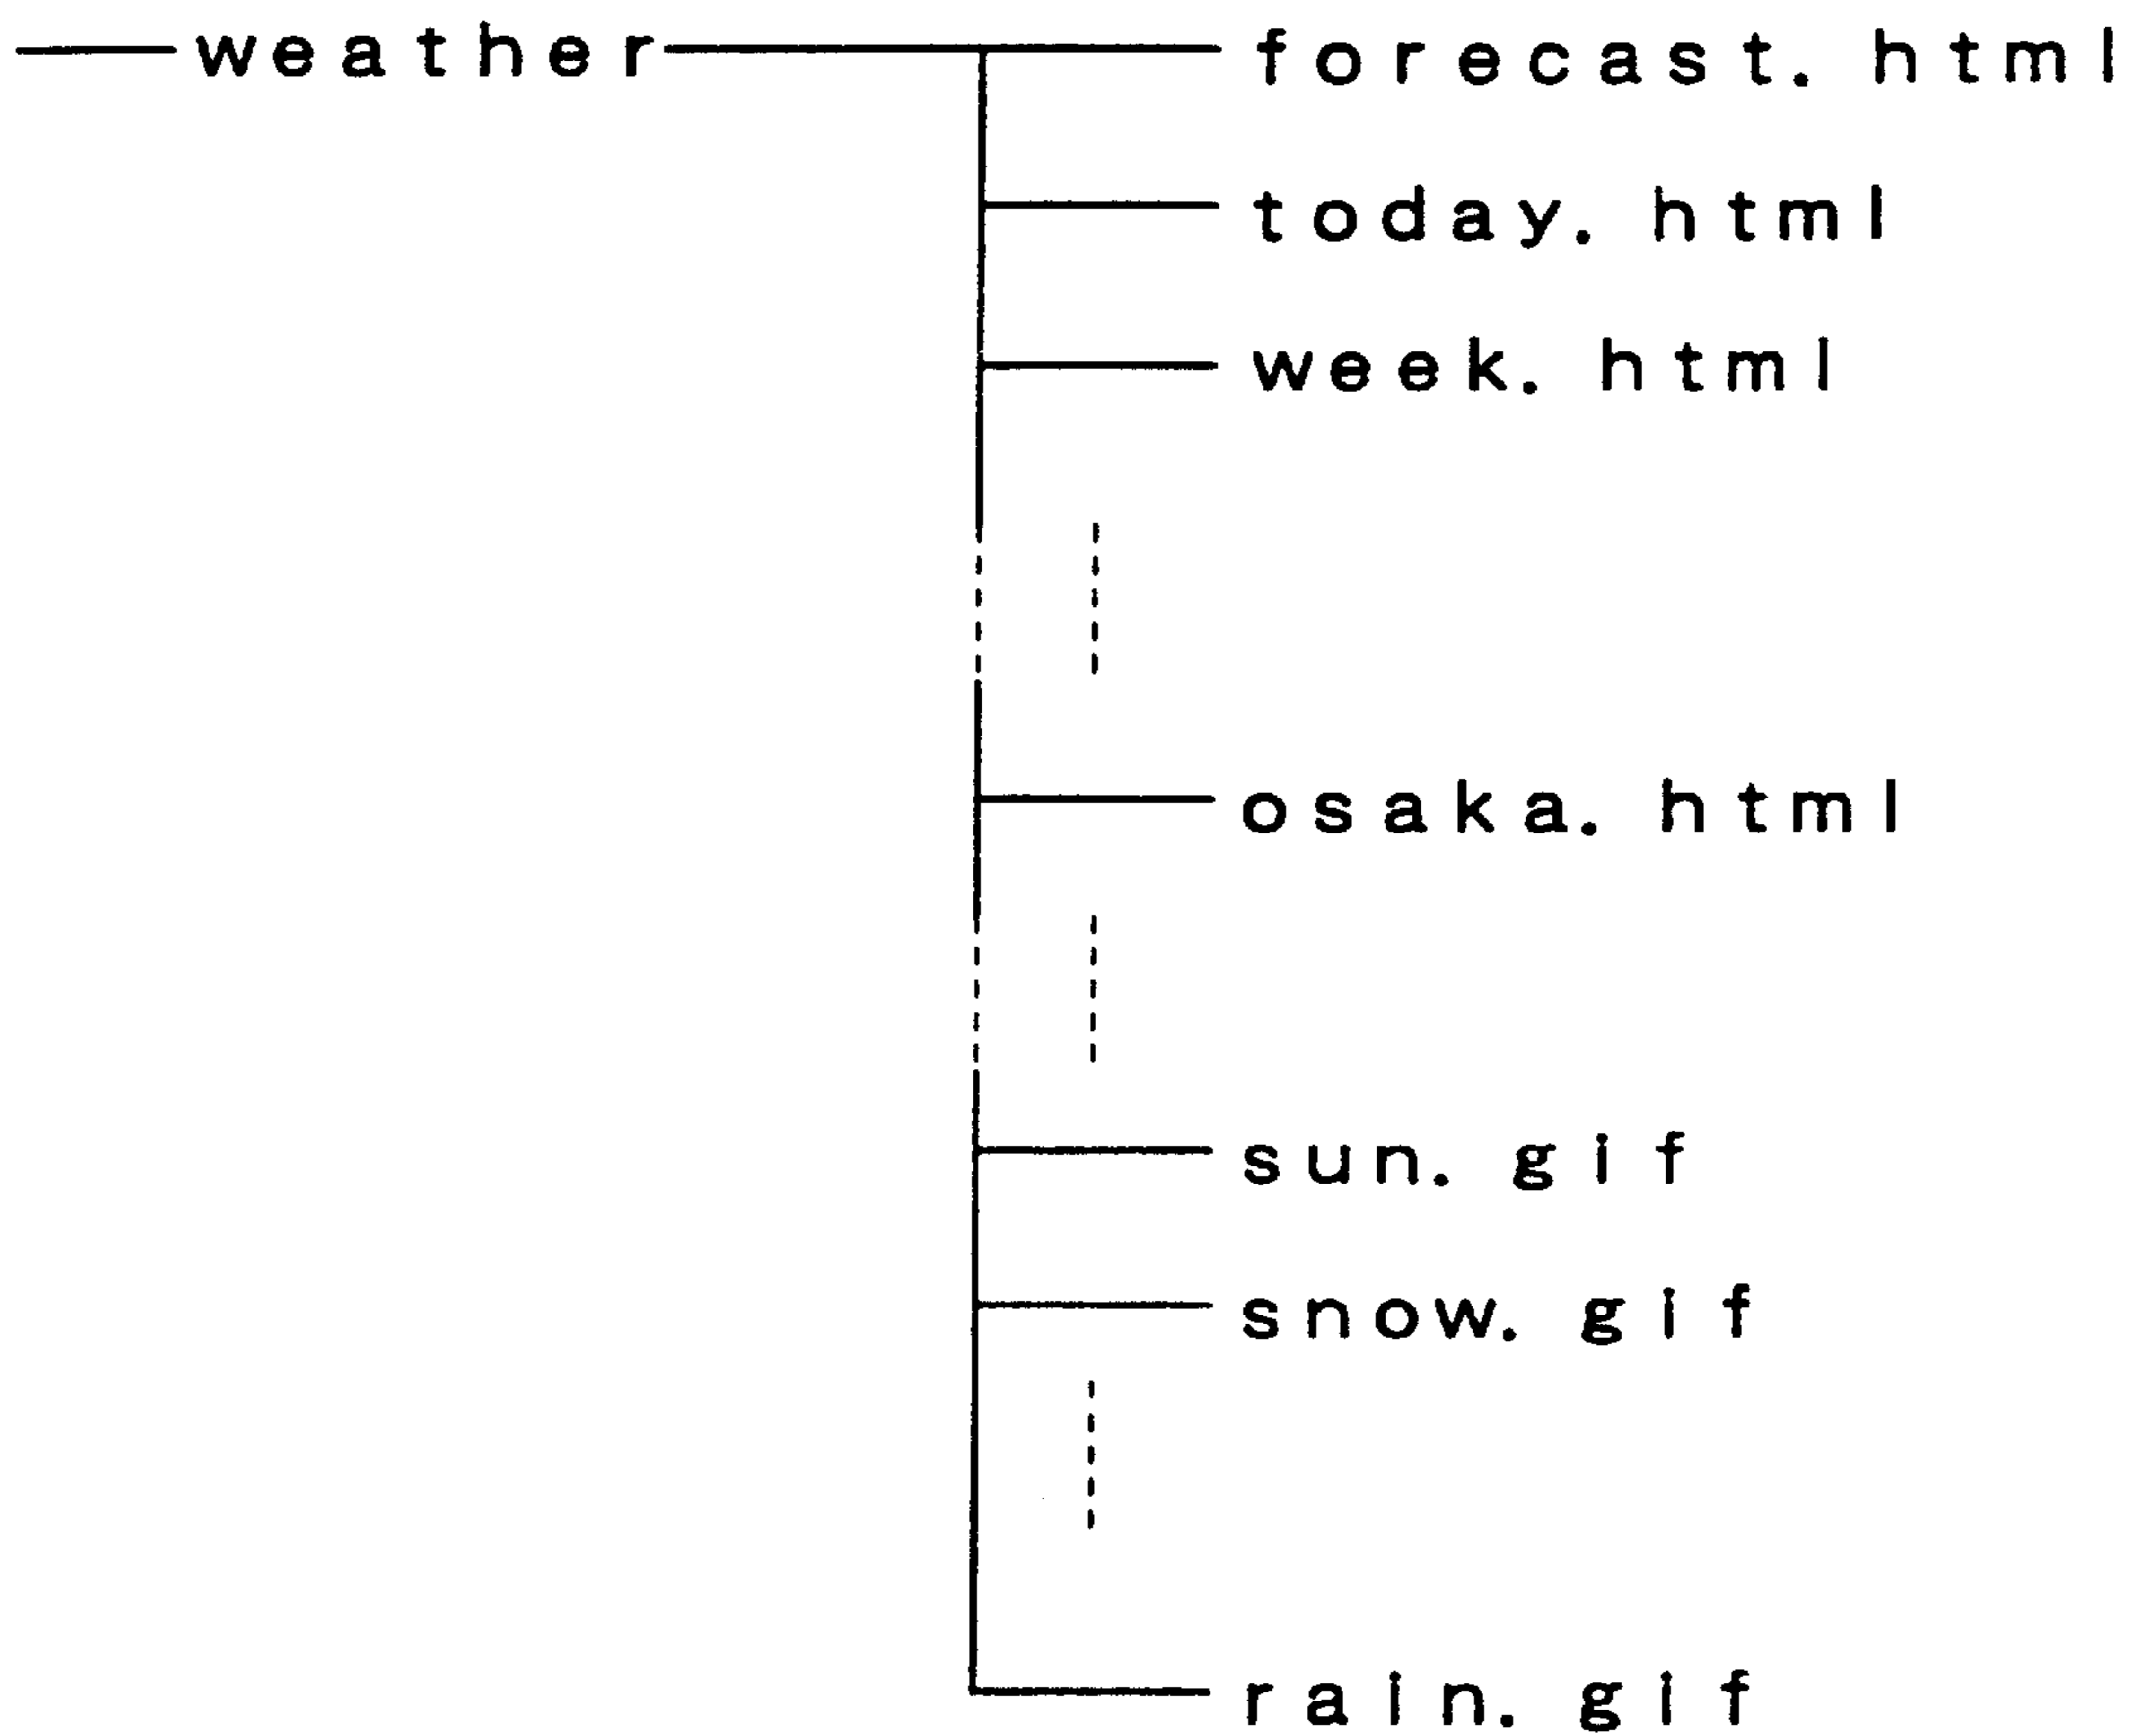 weather forecast.html
today.html
week.html
osaka.html
sun.gif
snow.gif
rain.gif